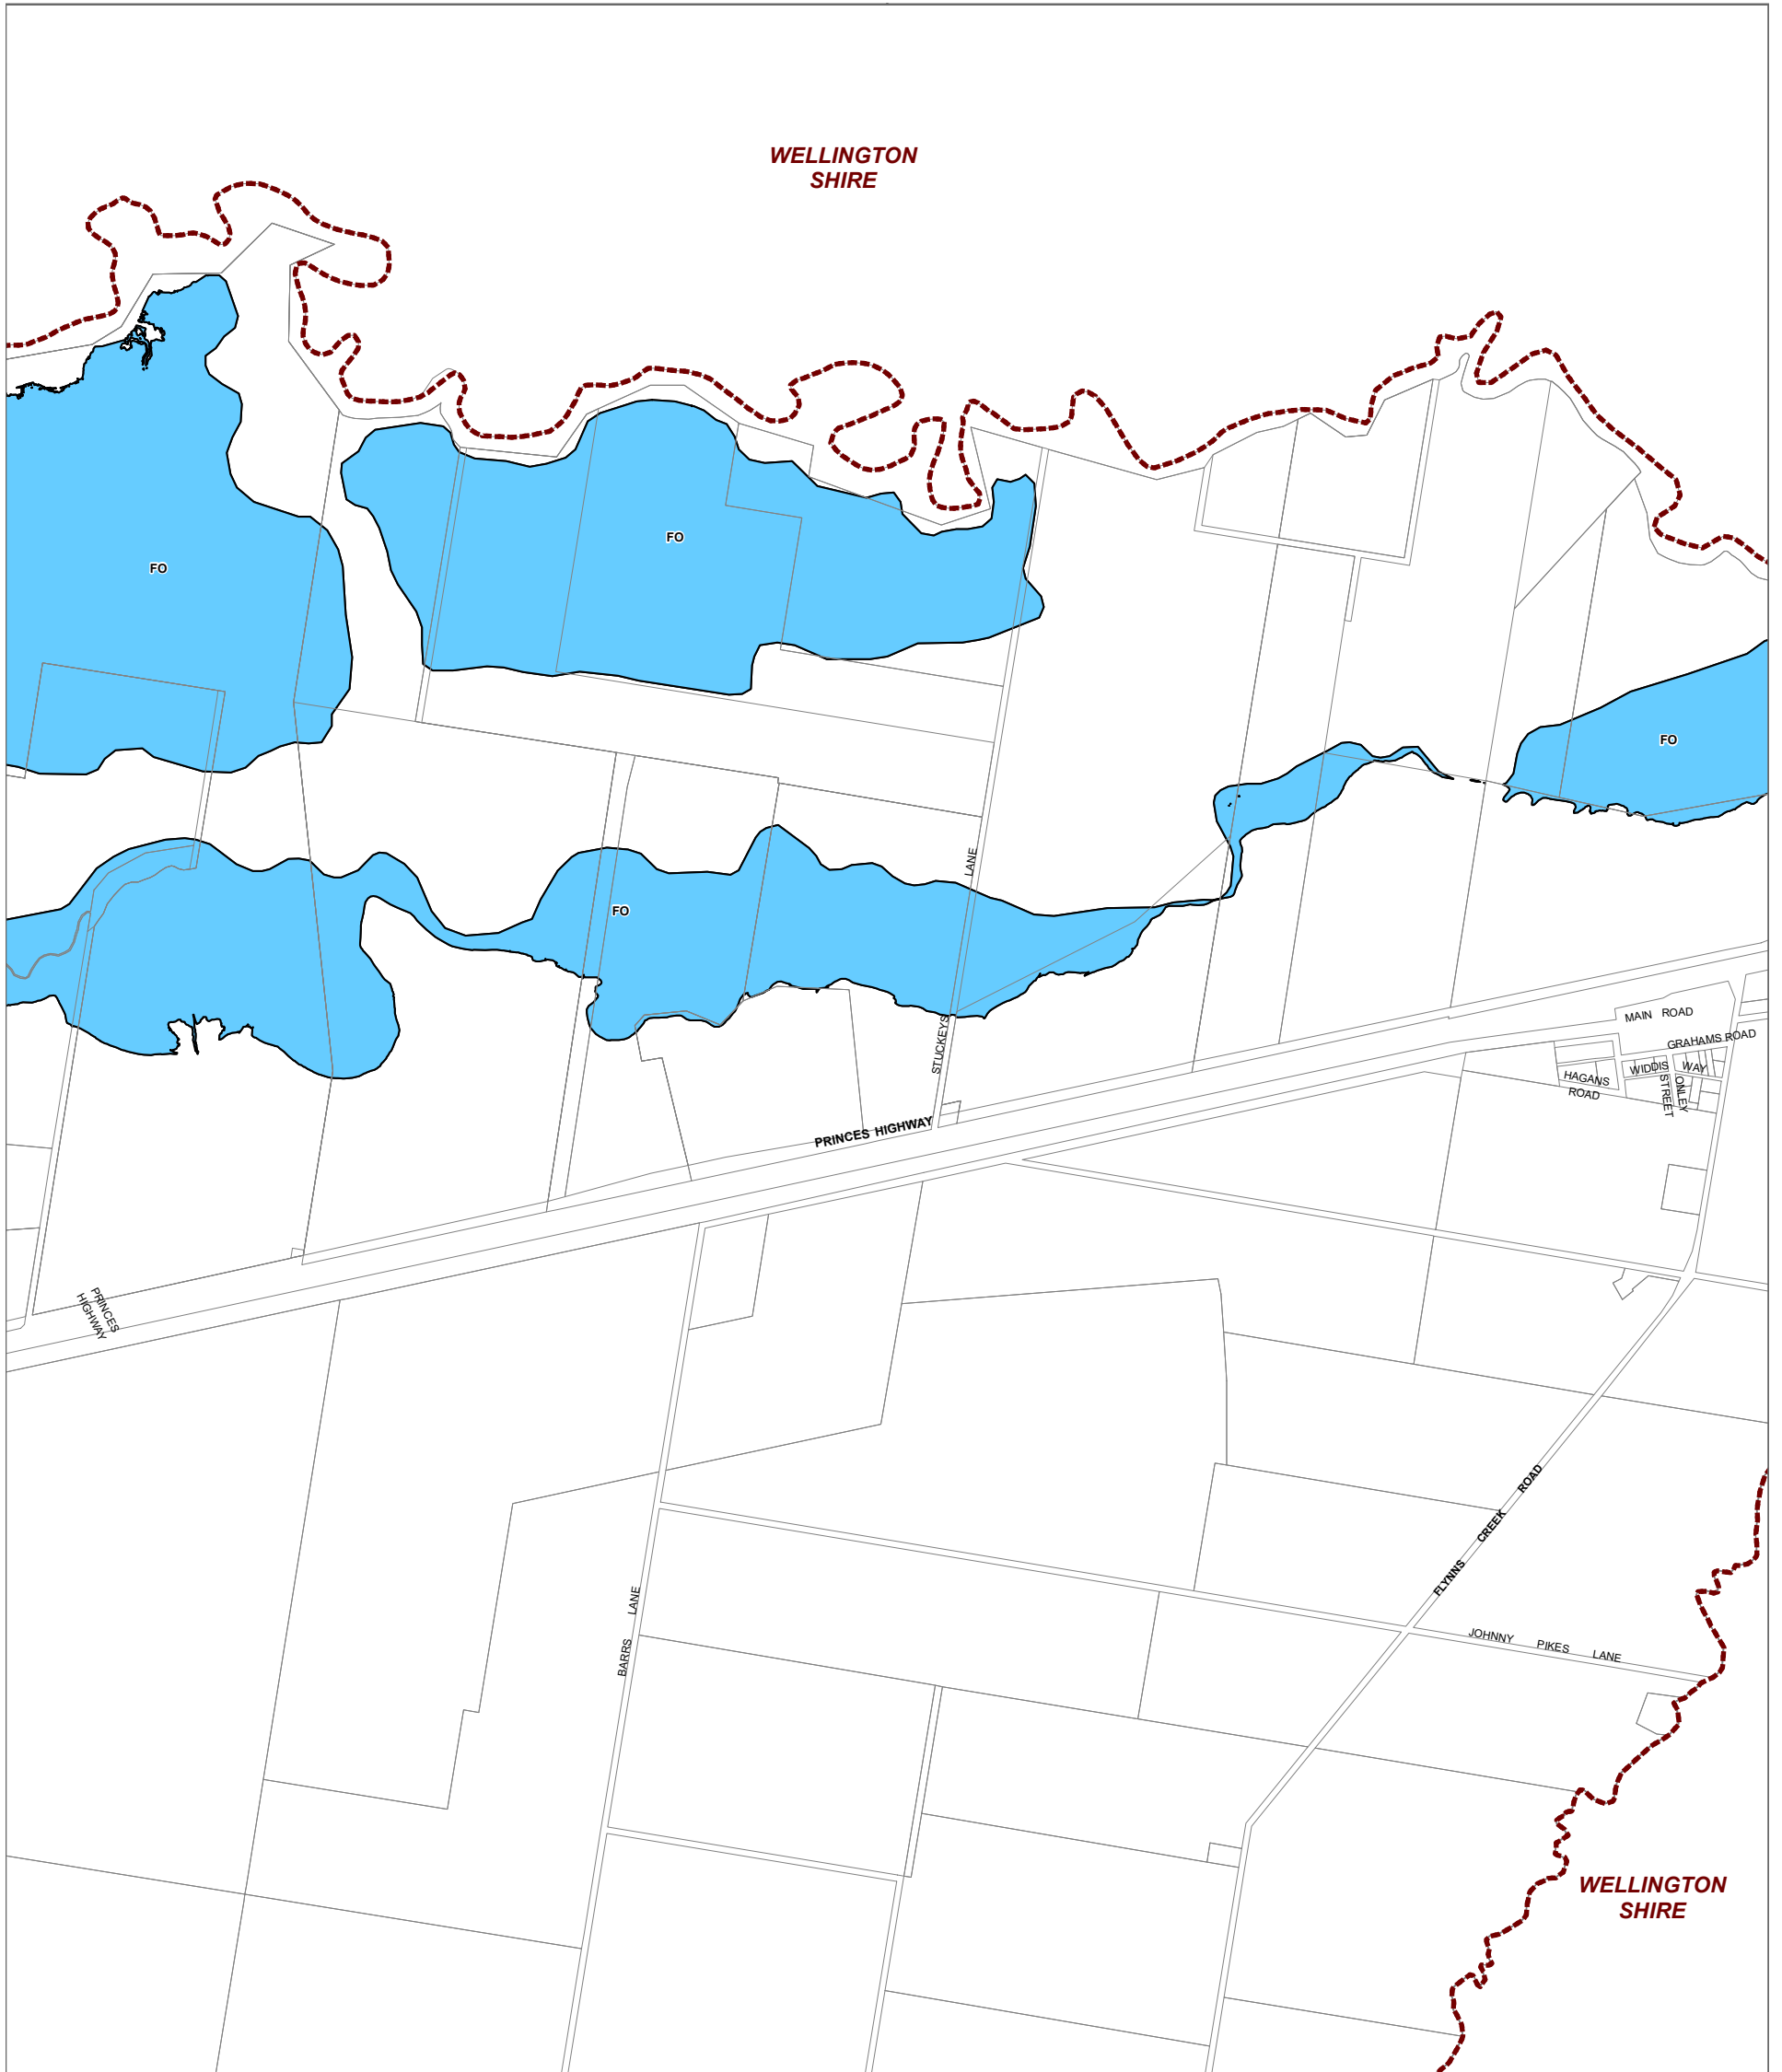 WELLINGTON
SHIRE
FO
FO
FO
LANE
FO
STUCKEYS
MAIN ROAD
GRAHAMS ROAD
WIDDIS WAY
HAGANS
ROAD
ONLEY
STREET
PRINCES HIGHWAY
PRINCES
HIGHWAY
FLYNNS CREEK ROAD
BARRS LANE
JOHNNY PIKES LANE
WELLINGTON
SHIRE